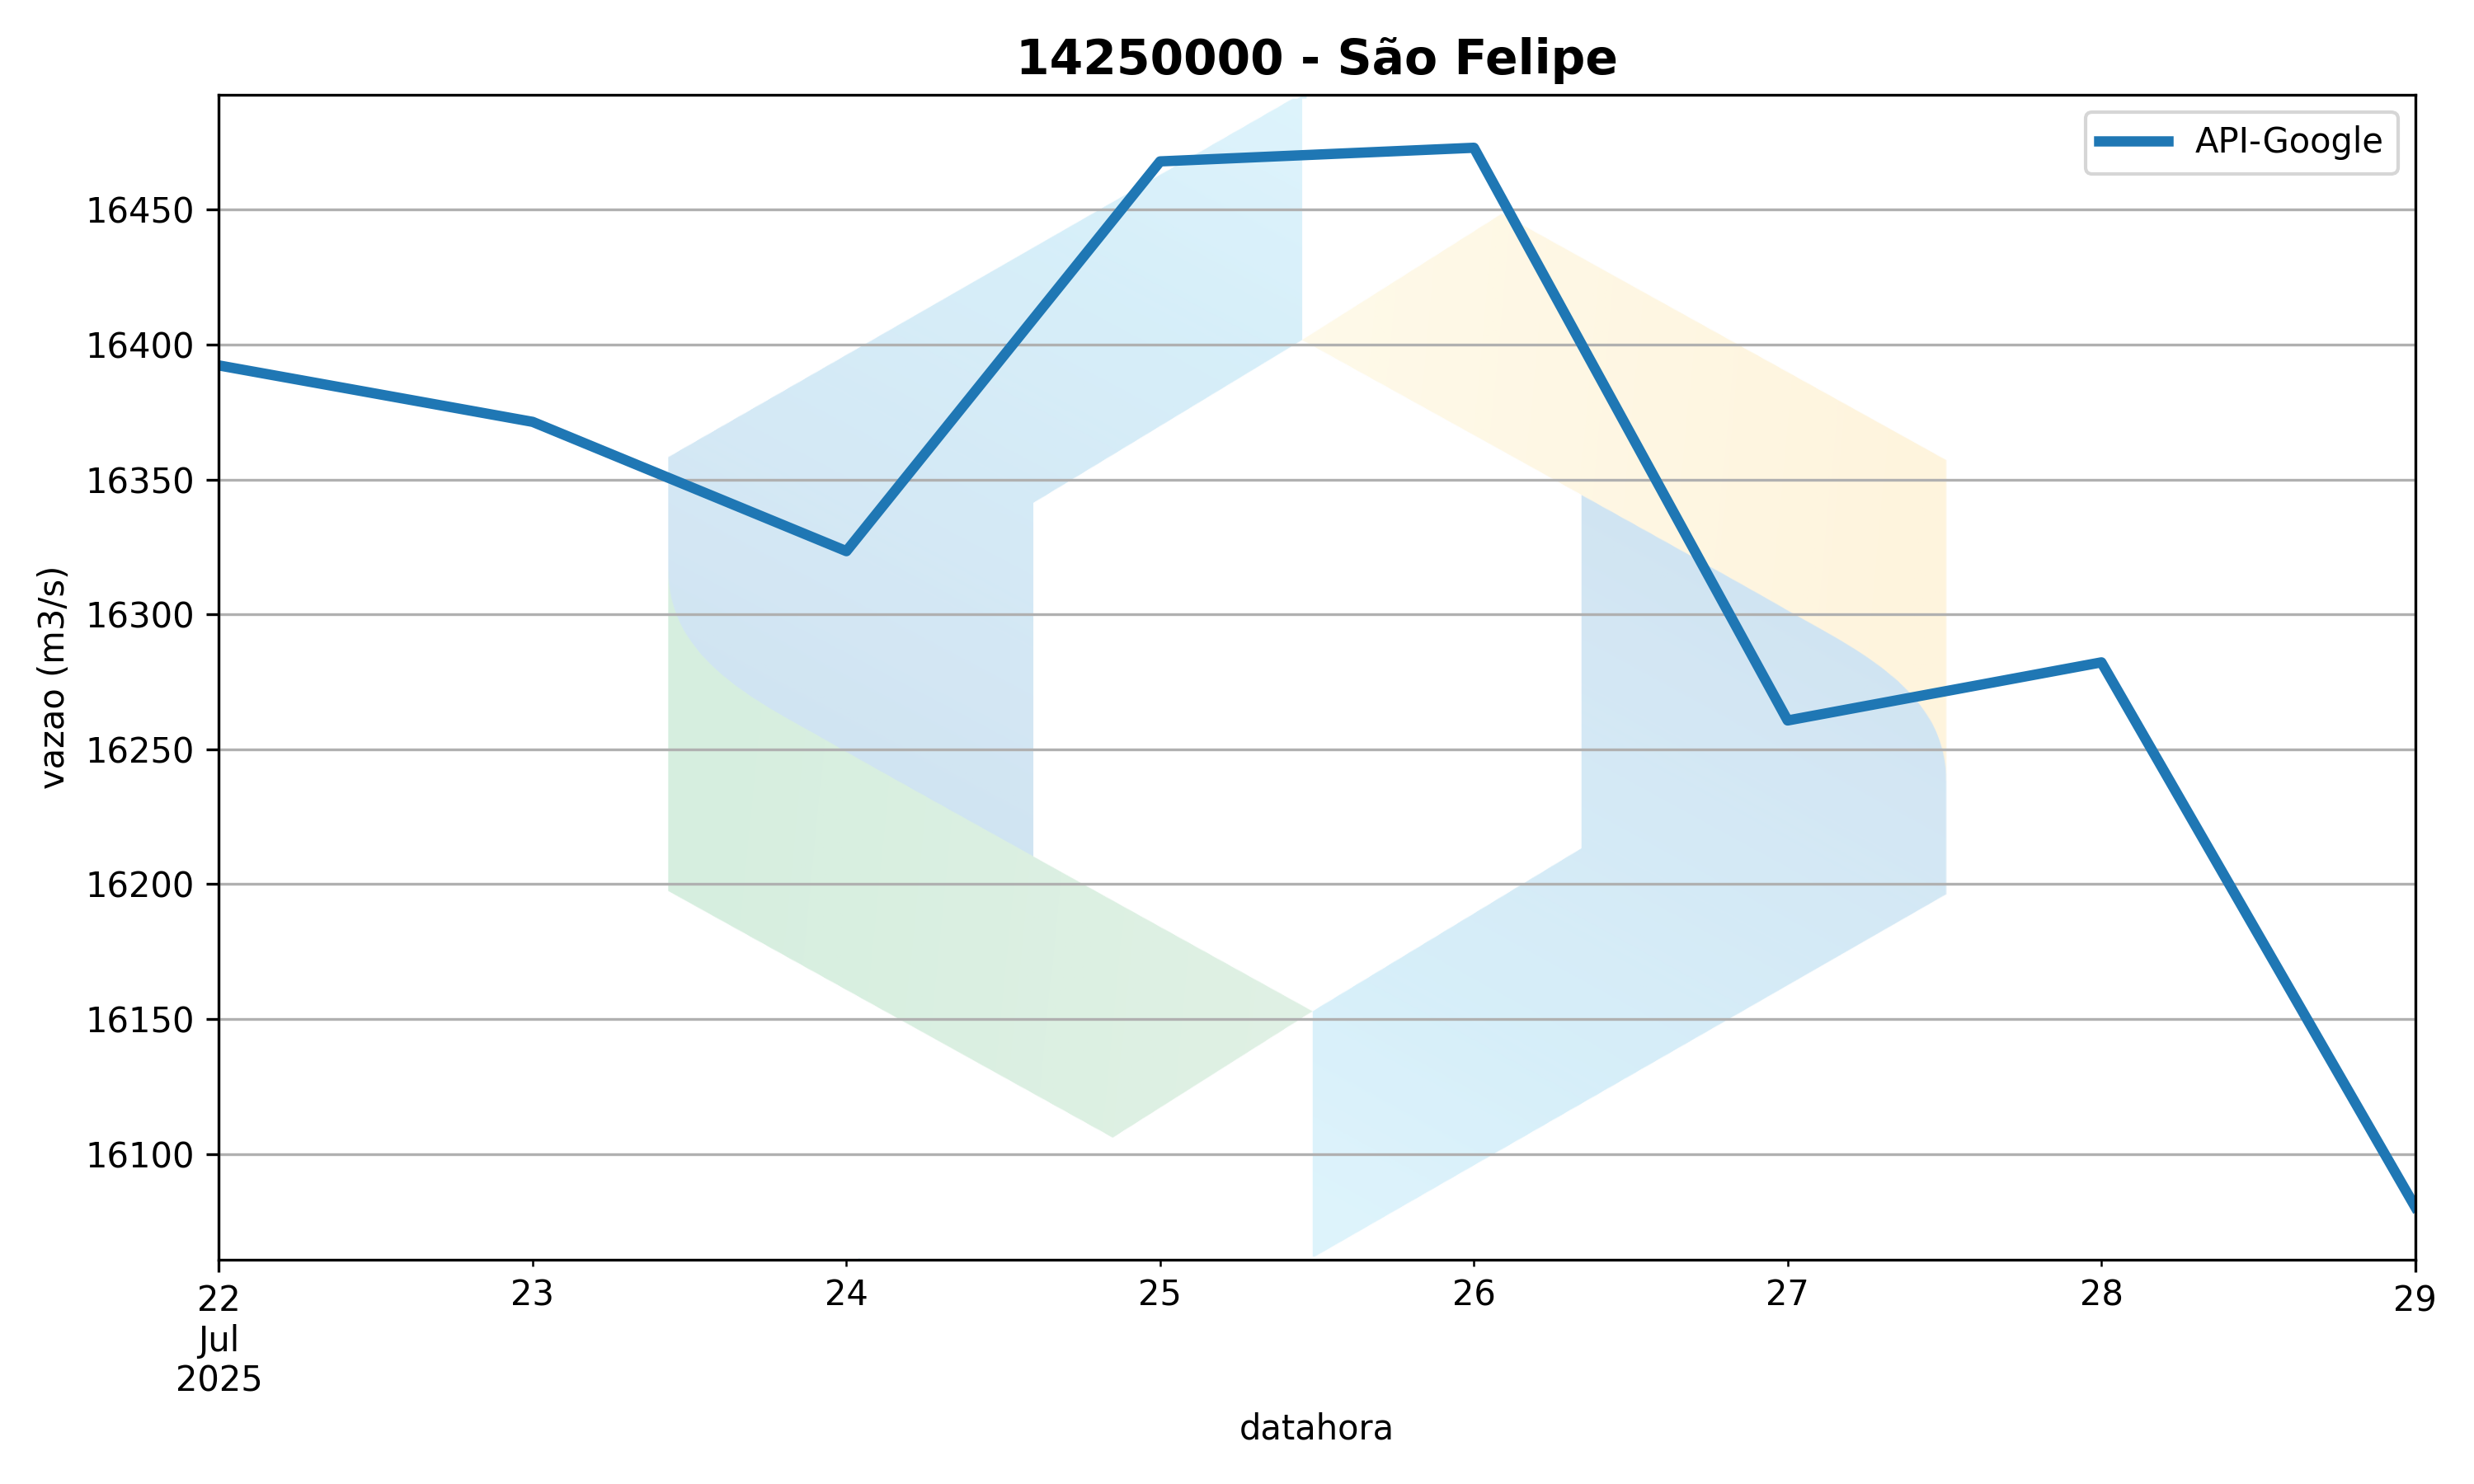 14250000 - São Felipe
API-Google
vazao (m3/s)
16450
16400
16350
16300
16250
16200
16150
16100
22 23 24 25 26 27 28 29
Jul
2025
datahora